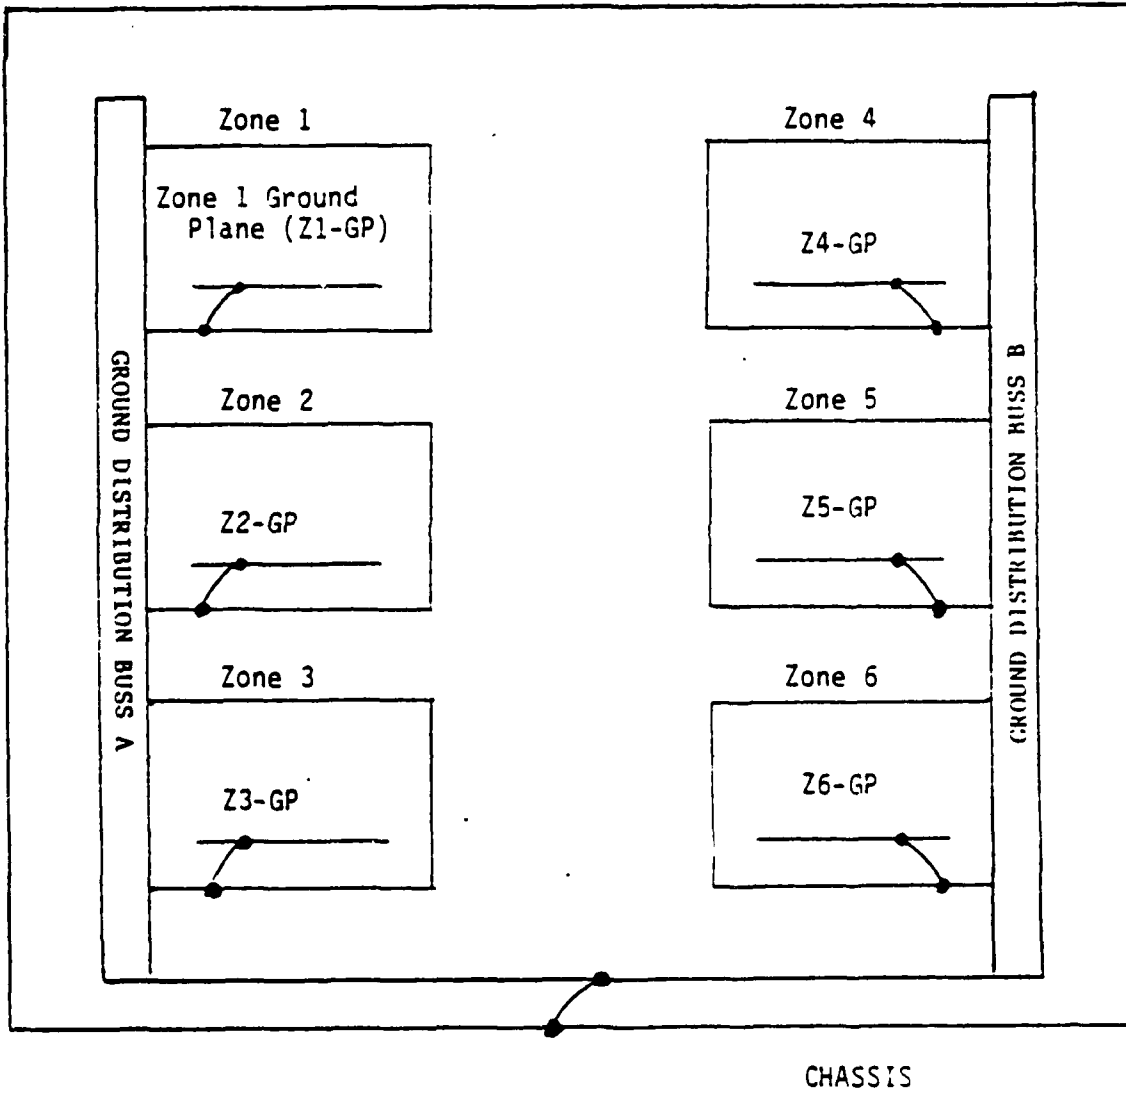 Zone 1
Zone 1 Ground
Plane (Z1-GP)
Zone 2
Z2-GP
Zone 3
Z3-GP
GROUND DISTRIBUTION BUSS A
Zone 4
Z4-GP
Zone 5
Z5-GP
Zone 6
Z6-GP
GROUND DISTRIBUTION BUSS B
CHASSIS